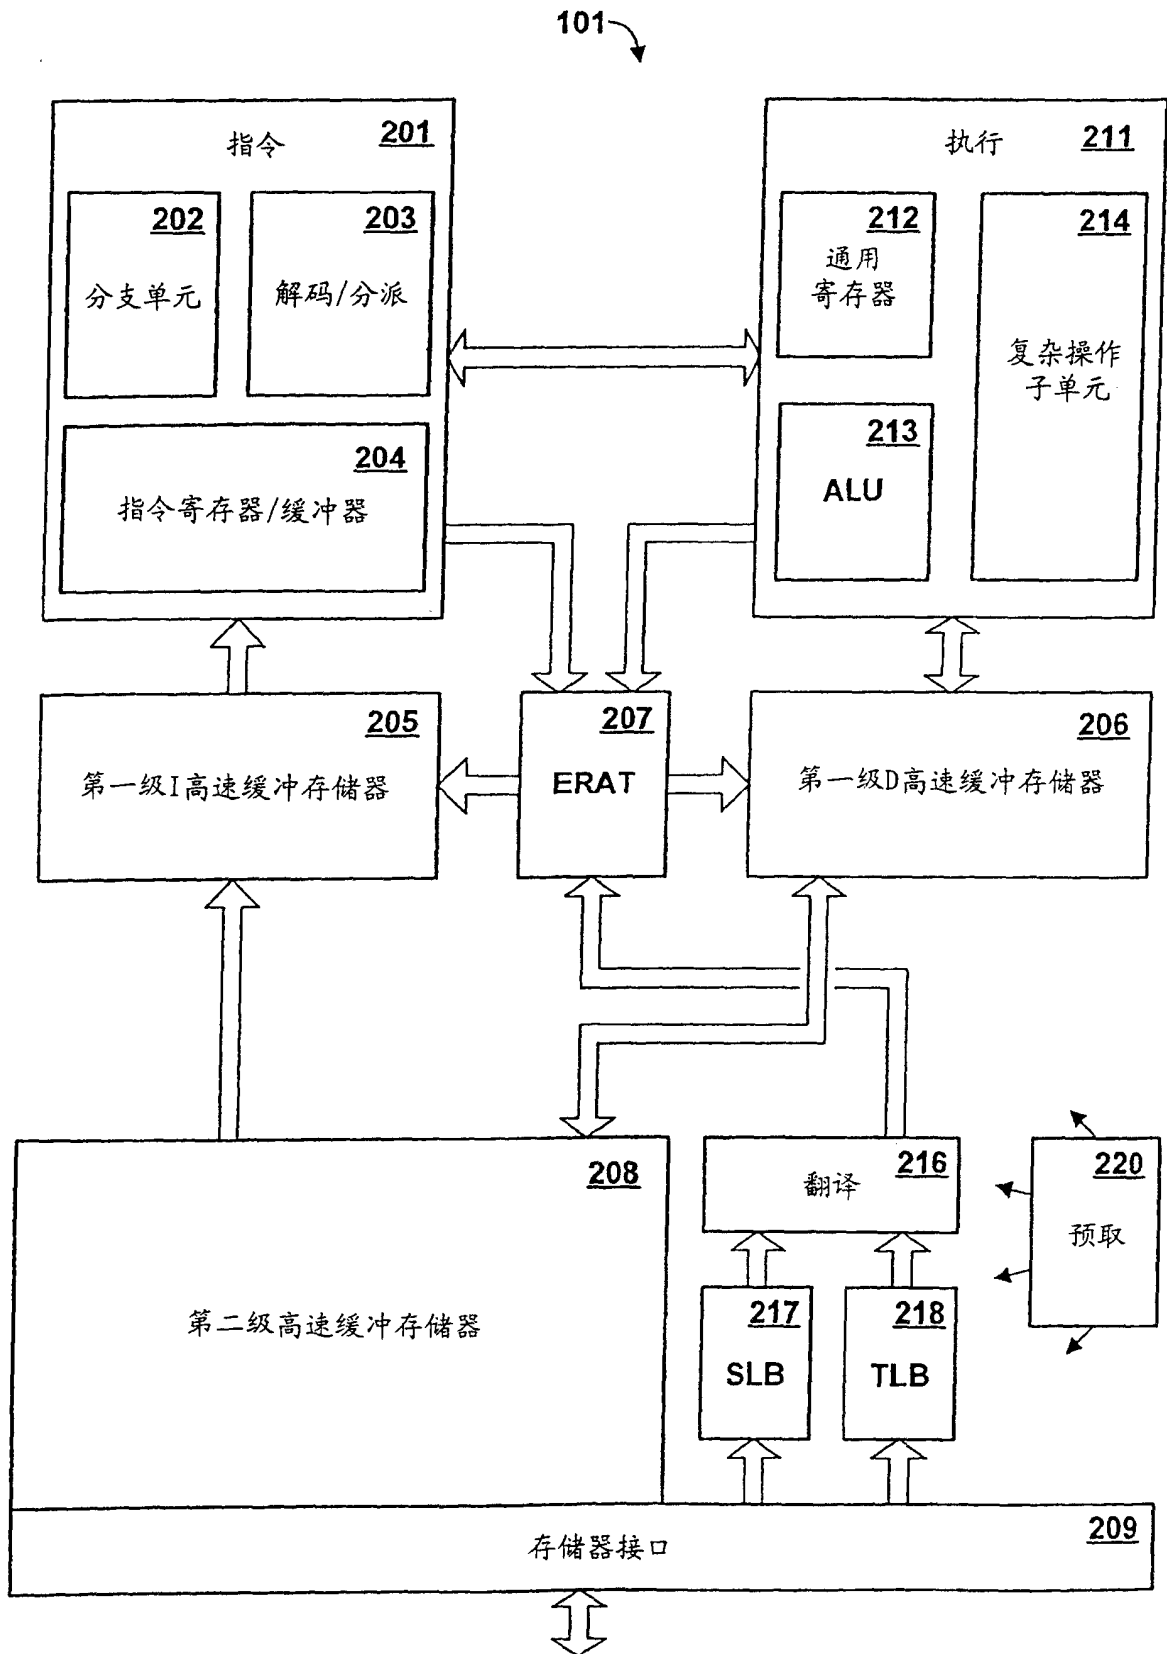 101
指令
201
202
分支单元
203
解码/分派
204
指令寄存器/缓冲器
执行
211
212
通用
寄存器
213
ALU
214
复杂操作
子单元
205
第一级I高速缓冲存储器
207
ERAT
206
第一级D高速缓冲存储器
208
第二级高速缓冲存储器
216
翻译
217
SLB
218
TLB
220
预取
209
存储器接口